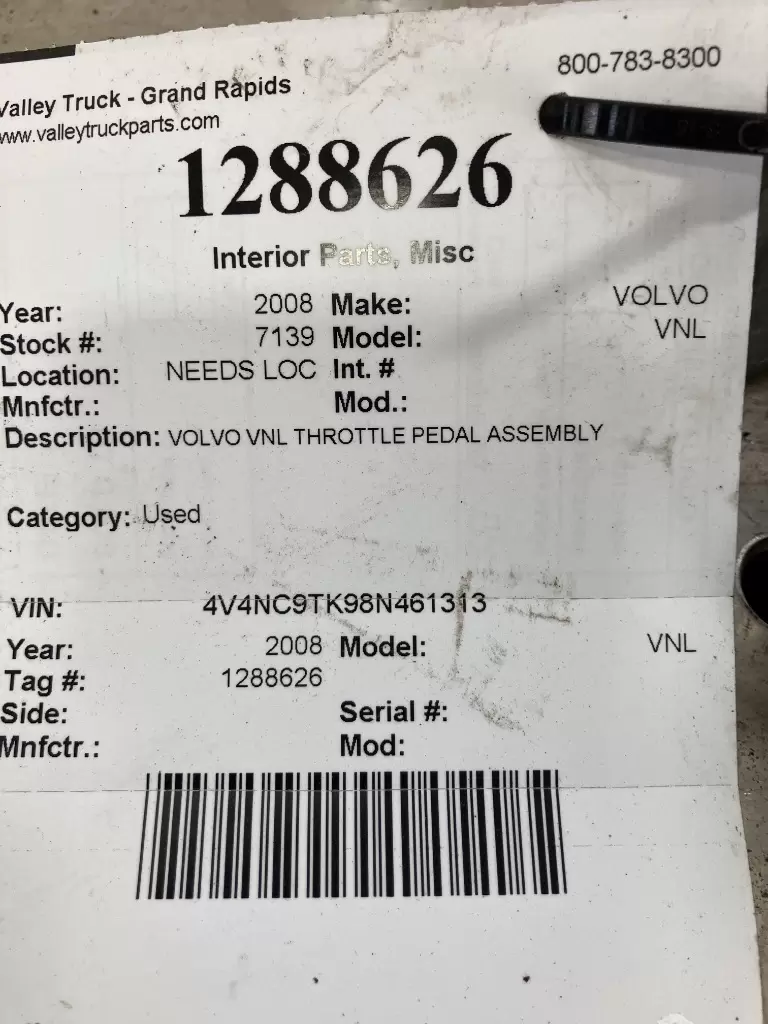 Valley Truck - Grand Rapids 800-783-8300
www.valleytruckparts.com
1288626
Interior Parts, Misc
Year: 2008 Make: VOLVO
Stock #: 7139 Model: VNL
Location: NEEDS LOC Int. #
Mnfctr.: Mod.:
Description: VOLVO VNL THROTTLE PEDAL ASSEMBLY
Category: Used
VIN: 4V4NC9TK98N461313
Year: 2008 Model: VNL
Tag #: 1288626
Side: Serial #:
Mnfctr.: Mod: